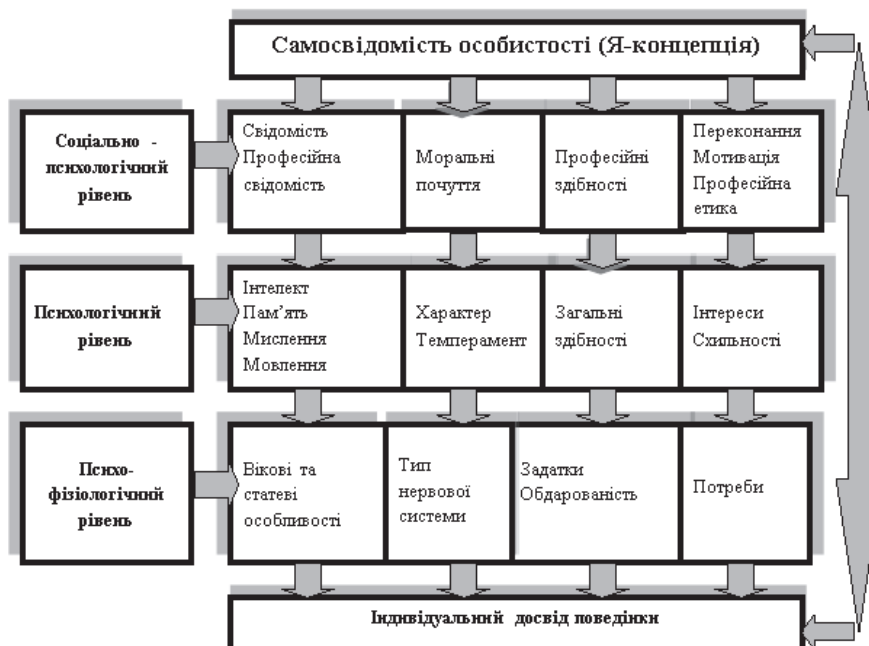 Самосвідомість особистості (Я-концепція)
Соціально -
психологічний
рівень
Свідомість
Професійна
свідомість
Моральні
почуття
Професійні
здібності
Переконання
Мотивація
Професійна
етика
Психологічний
рівень
Інтелект
Пам’ять
Мислення
Мовлення
Характер
Темперамент
Загальні
здібності
Інтереси
Схильності
Психо-
фізіологічний
рівень
Вікові та
статеві
особливості
Тип
нервової
системи
Задатки
Обдарованість
Потреби
Індивідуальний досвід поведінки